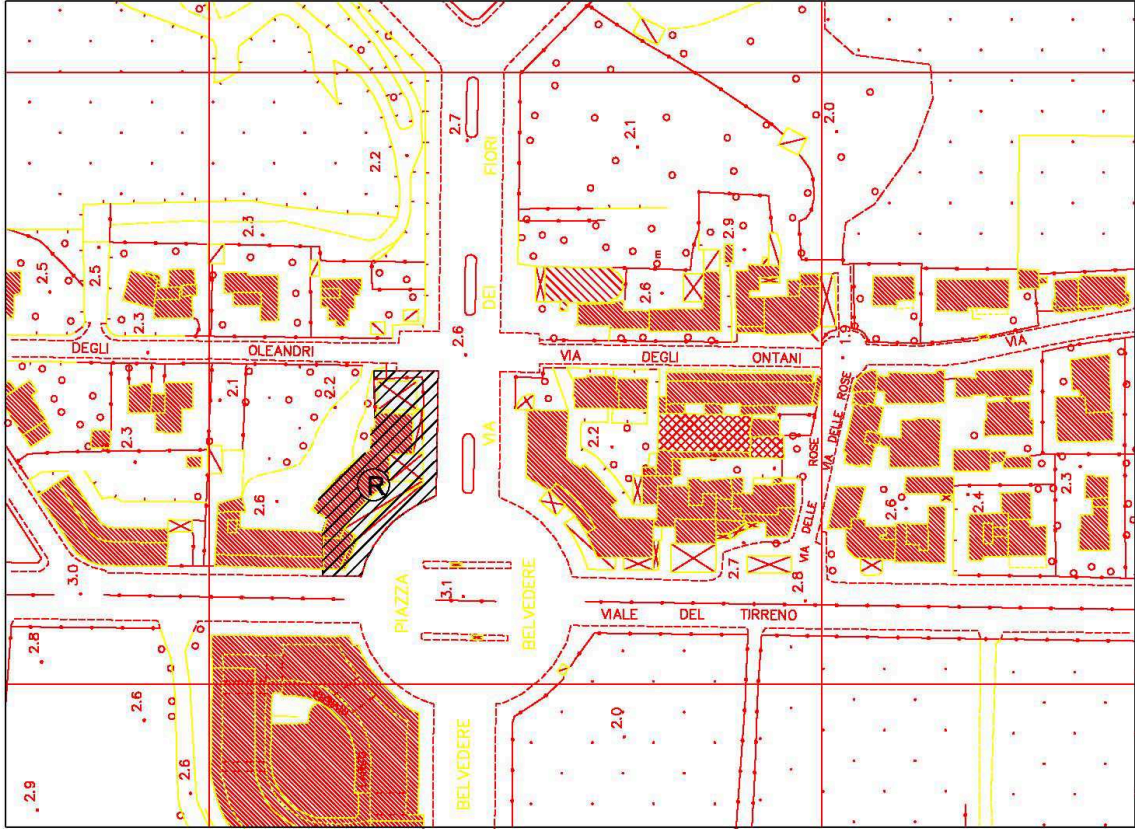 2.7
FIORI
2.1
2.0
2.2
2.3
2.5
2.5
2.9
2.6
DEI
2.3
2.6
1.9
DEGLI
OLEANDRI
VIA
DEGLI
ONTANI
VIA
2.1
2.2
2.3
VIA
2.2
ROSE
VIA DELLE ROSE
R
2.6
2.6
2.4
2.3
VIA DELLE
2.7
2.8
3.0
3.1
PIAZZA
BELVEDERE
VIALE
DEL
TIRRENO
2.8
2.6
2.0
BELVEDERE
2.6
2.9